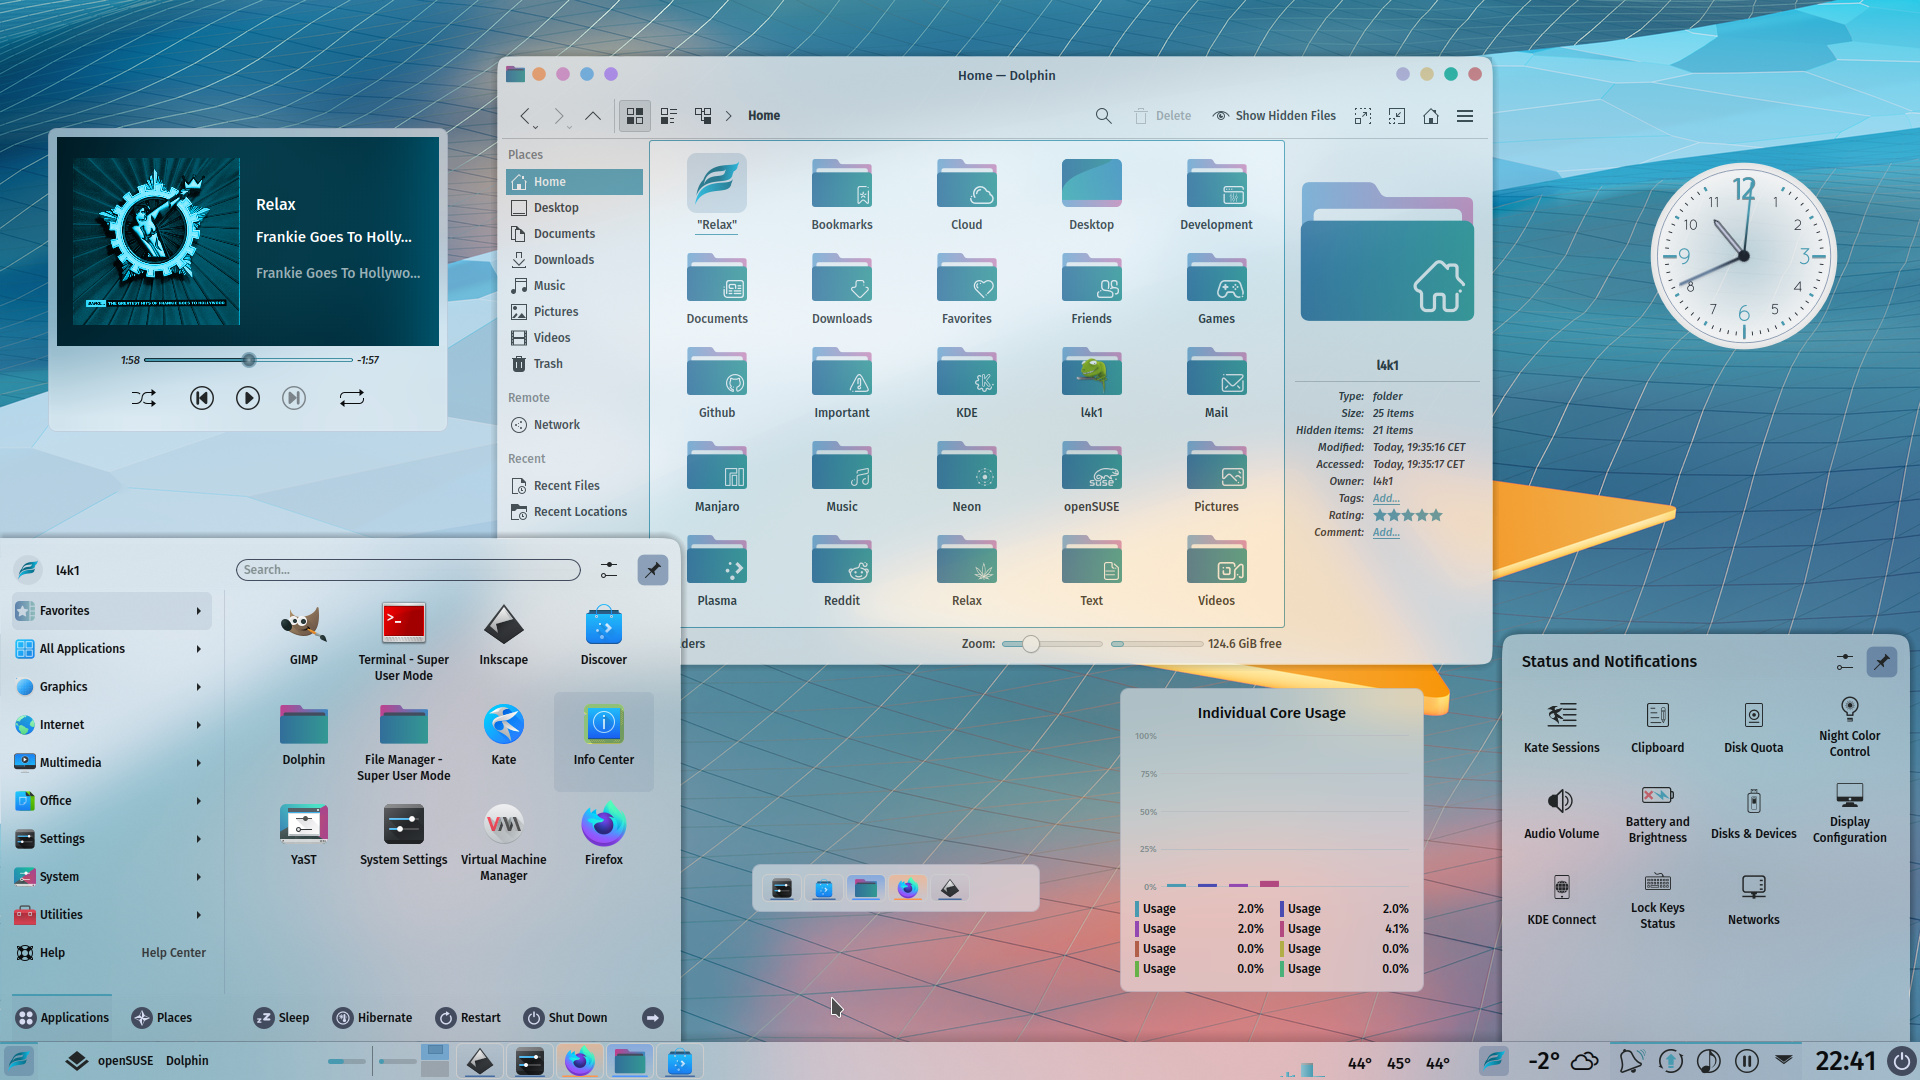 Home — Dolphin
Home
Delete
Show Hidden Files
Places
Home
Desktop
Documents
Downloads
Music
Pictures
Videos
Trash
Remote
Network
Recent
Recent Files
Recent Locations
"Relax"
Bookmarks
Cloud
Desktop
Development
Documents
Downloads
Favorites
Friends
Games
Github
Important
KDE
l4k1
Mail
Manjaro
Music
Neon
openSUSE
Pictures
Plasma
Reddit
Relax
Text
Videos
ders
Zoom:
124.6 GiB free
l4k1
Type: folder
Size: 25 items
Hidden items: 21 items
Modified: Today, 19:35:16 CET
Accessed: Today, 19:35:17 CET
Owner: l4k1
Tags: Add...
Rating:
Comment: Add...
Relax
Frankie Goes To Holly...
Frankie Goes To Hollywo...
1:58
-1:57
12
1
2
3
4
5
6
7
8
9
10
11
l4k1
Search...
Favorites
All Applications
Graphics
Internet
Multimedia
Office
Settings
System
Utilities
Help
Help Center
GIMP
Terminal - Super
User Mode
Inkscape
Discover
Dolphin
File Manager -
Super User Mode
Kate
Info Center
YaST
System Settings
Virtual Machine
Manager
Firefox
Applications
Places
Sleep
Hibernate
Restart
Shut Down
Individual Core Usage
100%
75%
50%
25%
0%
Usage 2.0% Usage 2.0%
Usage 2.0% Usage 4.1%
Usage 0.0% Usage 0.0%
Usage 0.0% Usage 0.0%
Status and Notifications
Kate Sessions
Clipboard
Disk Quota
Night Color
Control
Audio Volume
Battery and
Brightness
Disks & Devices
Display
Configuration
KDE Connect
Lock Keys
Status
Networks
openSUSE Dolphin
44° 45° 44°
-2°
22:41